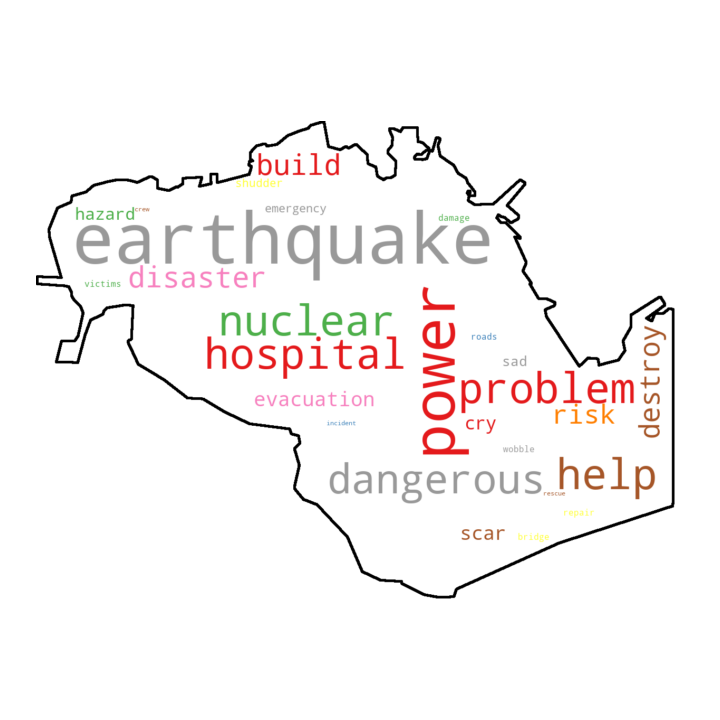 build
shudder
hazard
crew
emergency
damage
earthquake
disaster
victims
nuclear
power
roads
hospital
sad
destroy
problem
evacuation
risk
cry
incident
wobble
dangerous
help
rescue
repair
scar
bridge